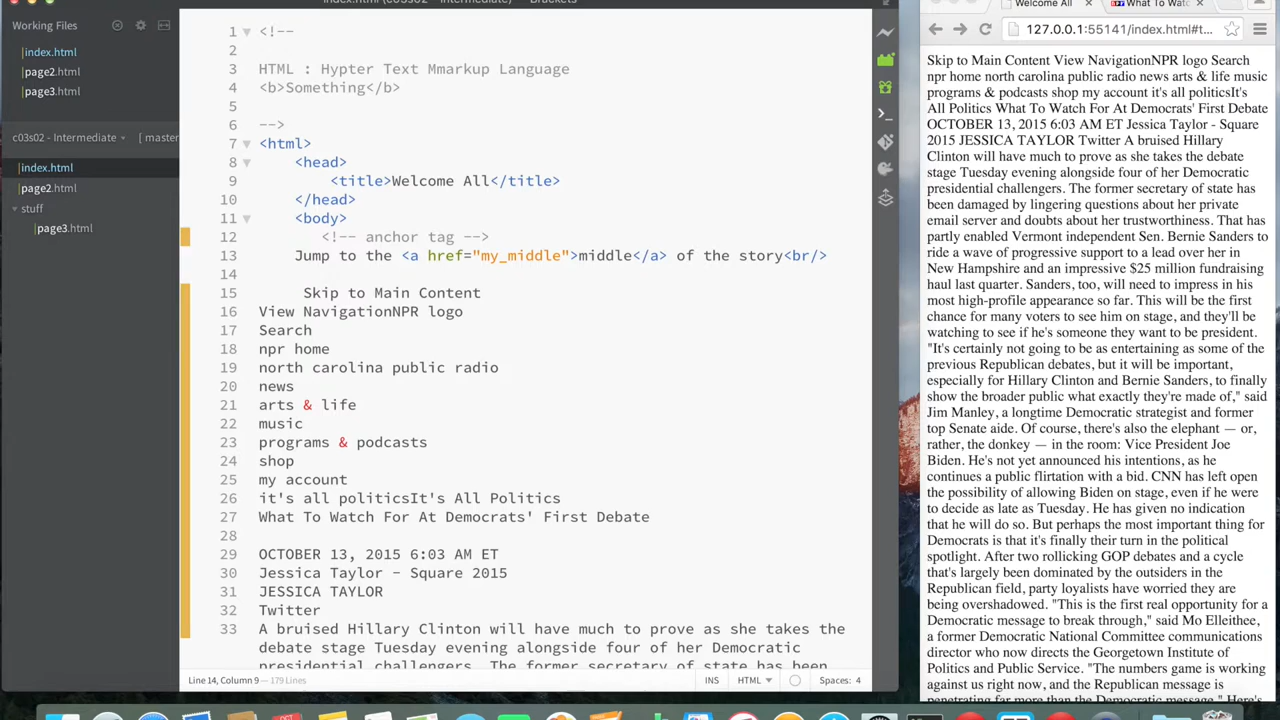 Welcome All
What To Wat
index.html
page2.html
page3.html
c03s02 - Intermediate
[master
index.html
page2.html
stuff
page3.html
1 <!--
2
3 HTML : Hypter Text Mmarkup Language
4 <b>Something</b>
5
6 -->
7 <html>
8 <head>
9 <title>Welcome All</title>
10 </head>
11 <body>
12 <!-- anchor tag -->
13 Jump to the <a href="my_middle">middle</a> of the story<br/>
14
15 Skip to Main Content
16 View NavigationNPR logo
17 Search
18 npr home
19 north carolina public radio
20 news
21 arts & life
22 music
23 programs & podcasts
24 shop
25 my account
26 it's all politicsIt's All Politics
27 What To Watch For At Democrats' First Debate
28
29 OCTOBER 13, 2015 6:03 AM ET
30 Jessica Taylor - Square 2015
31 JESSICA TAYLOR
32 Twitter
33 A bruised Hillary Clinton will have much to prove as she takes the
debate stage Tuesday evening alongside four of her Democratic
presidential challengers. The former secretary of state has been
Line 14, Column 9 — 179 Lines
INS HTML Spaces: 4
127.0.0.1:55141/index.html#t...
Skip to Main Content View NavigationNPR logo Search
npr home north carolina public radio news arts & life music
programs & podcasts shop my account it's all politicsIt's
All Politics What To Watch For At Democrats' First Debate
OCTOBER 13, 2015 6:03 AM ET Jessica Taylor - Square
2015 JESSICA TAYLOR Twitter A bruised Hillary
Clinton will have much to prove as she takes the debate
stage Tuesday evening alongside four of her Democratic
presidential challengers. The former secretary of state has
been damaged by lingering questions about her private
email server and doubts about her trustworthiness. That has
partly enabled Vermont independent Sen. Bernie Sanders to
ride a wave of progressive support to a lead over her in
New Hampshire and an impressive $25 million fundraising
haul last quarter. Sanders, too, will need to impress in his
most high-profile appearance so far. This will be the first
chance for many voters to see him on stage, and they'll be
watching to see if he's someone they want to be president.
"It's certainly not going to be as entertaining as some of the
previous Republican debates, but it will be important,
especially for Hillary Clinton and Bernie Sanders, to finally
show the broader public what exactly they're made of," said
Jim Manley, a longtime Democratic strategist and former
top Senate aide. Of course, there's also the elephant — or,
rather, the donkey — in the room: Vice President Joe
Biden. He's not yet announced his intentions, as he
continues a public flirtation with a bid. CNN has left open
the possibility of allowing Biden on stage even if he were
to decide as late as Tuesday. He has given no indication
that he will do so. But perhaps the most important thing for
Democrats is that it's finally their turn in the political
spotlight. After two rollicking GOP debates and a cycle
that's largely been dominated by the outsiders in the
Republican field, party loyalists have worried they are
being overshadowed. "This is the first real opportunity for a
Democratic message to break through," said Mo Elleithee,
a former Democratic National Committee communications
director who now directs the Georgetown Institute of
Politics and Public Service. "The numbers game is working
against us right now, and the Republican message is